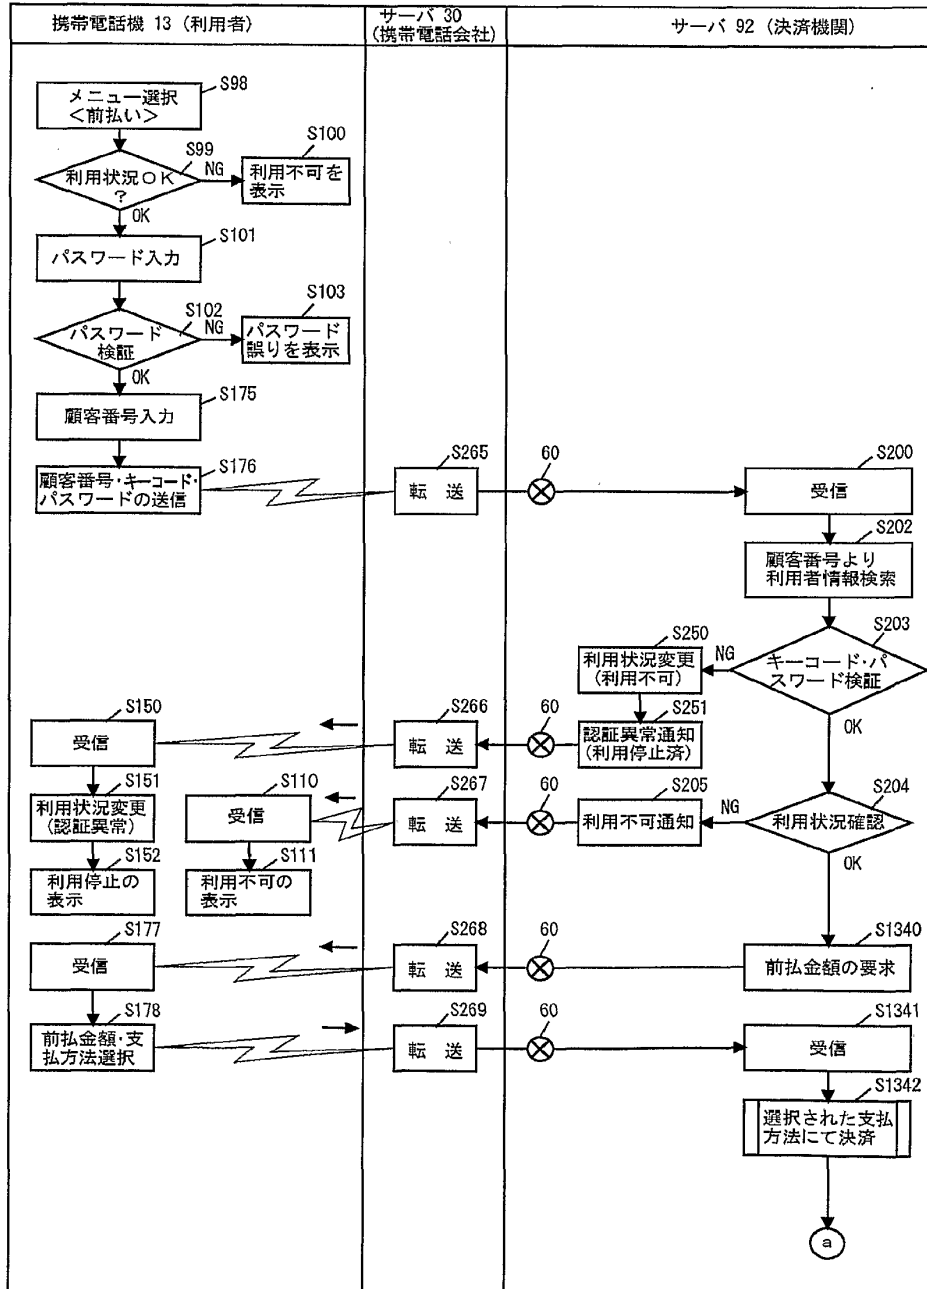 携帯電話機 13 (利用者)
サーバ 30
(携帯電話会社)
サーバ 92 (決済機関)
S98
メニュー選択
<前払い>
S99
利用状況OK
?
NG
OK
S100
利用不可を
表示
S101
パスワード入力
S102
パスワード
検証
NG
OK
S103
パスワード
誤りを表示
S175
顧客番号入力
S176
顧客番号・キーコード・
パスワードの送信
S265
転 送
60
S200
受信
S202
顧客番号より
利用者情報検索
S203
キーコード・パ
スワード検証
NG
OK
S250
利用状況変更
(利用不可)
S251
認証異常通知
(利用停止済)
60
S266
転 送
S150
受信
S151
利用状況変更
(認証異常)
S152
利用停止の
表示
S204
利用状況確認
NG
OK
S205
利用不可通知
60
S267
転 送
S110
受信
S111
利用不可の
表示
S1340
前払金額の要求
60
S268
転 送
S177
受信
S178
前払金額・支
払方法選択
S269
転 送
60
S1341
受信
S1342
選択された支払
方法にて決済
a